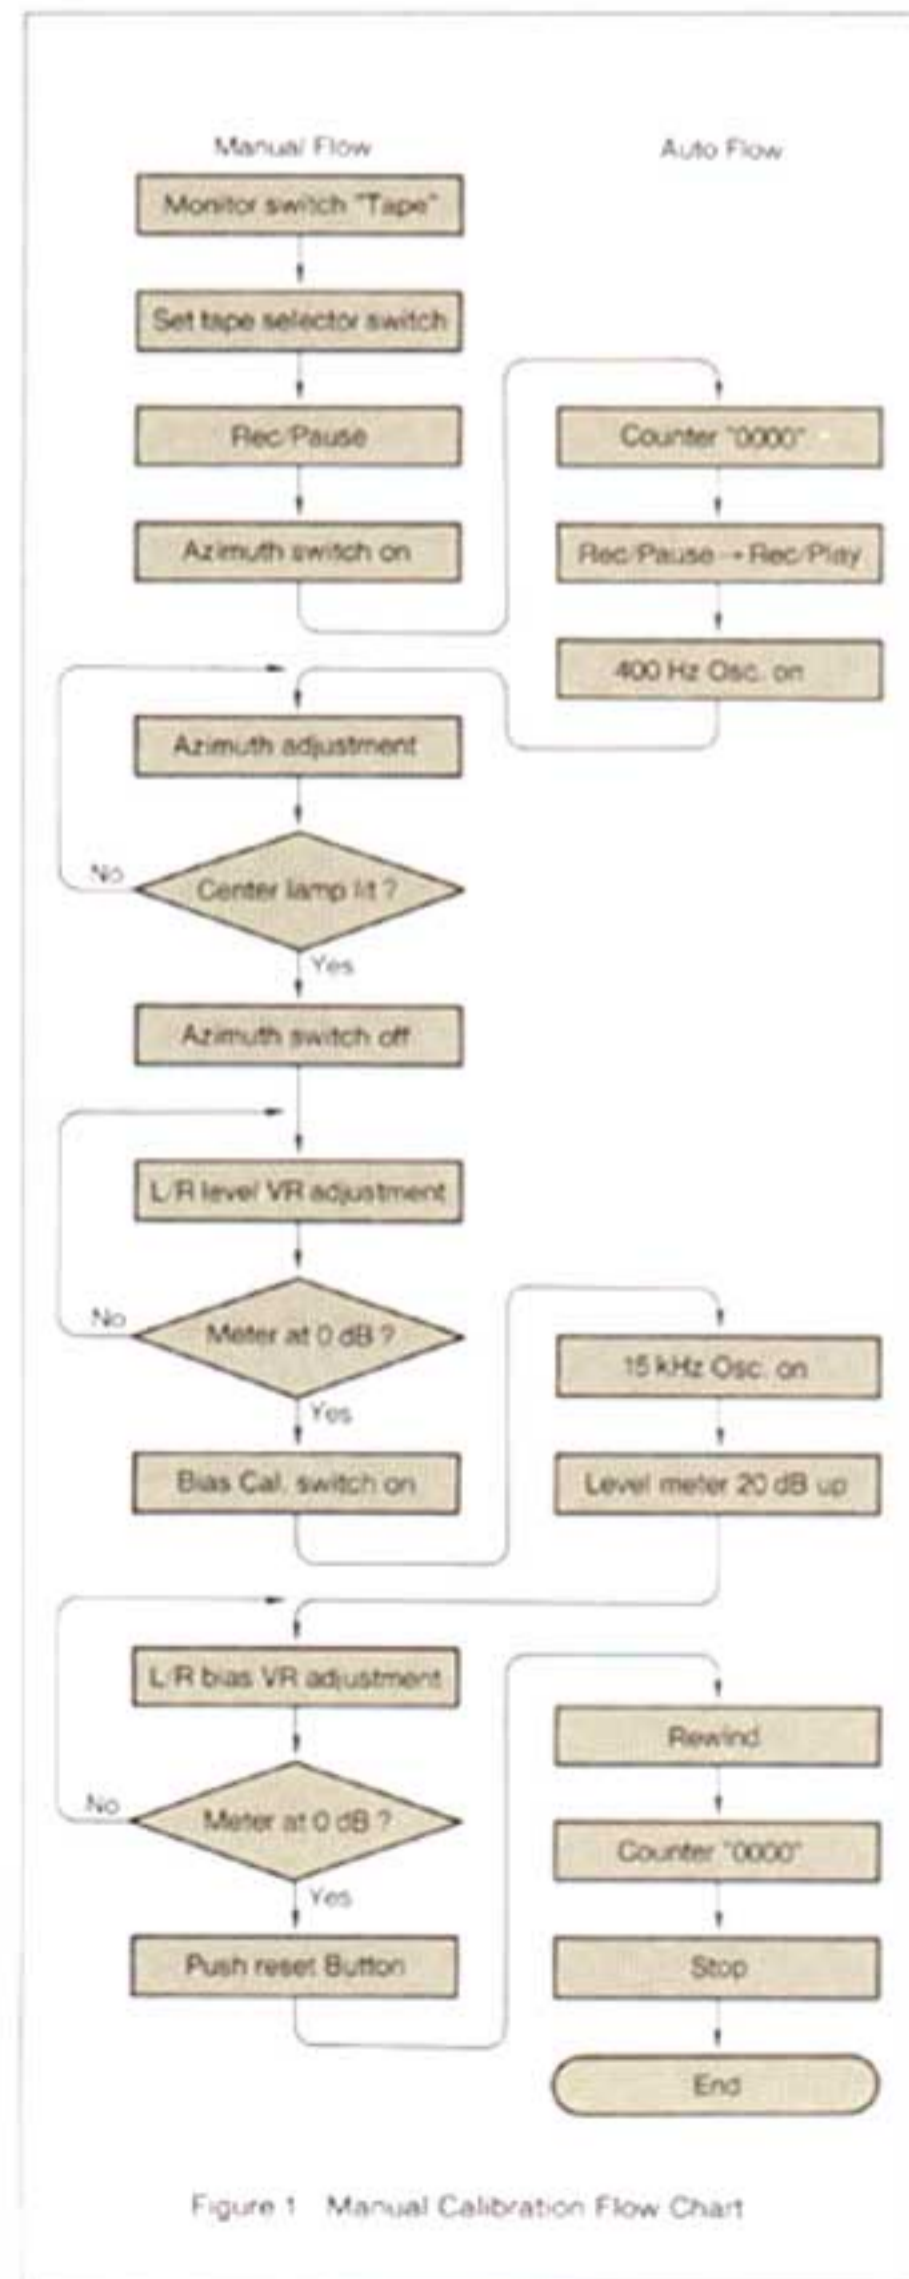 Manual Flow
Auto Flow
Monitor switch "Tape"
Set tape selector switch
Rec/Pause
Azimuth switch on
Counter "0000"
Rec/Pause → Rec/Play
400 Hz Osc. on
Azimuth adjustment
Center lamp lit ?
No
Yes
Azimuth switch off
L/R level VR adjustment
Meter at 0 dB ?
No
Yes
Bias Cal. switch on
15 kHz Osc. on
Level meter 20 dB up
L/R bias VR adjustment
Meter at 0 dB ?
No
Yes
Push reset Button
Rewind
Counter "0000"
Stop
End
Figure 1 Manual Calibration Flow Chart